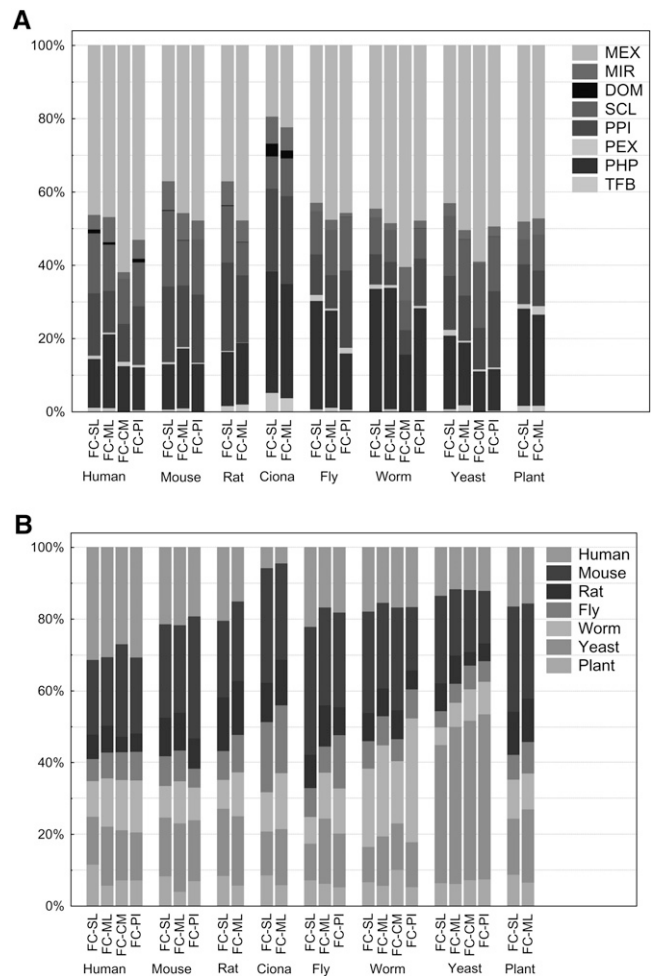 A
100%
80%
60%
40%
20%
0%
MEX
MIR
DOM
SCL
PPI
PEX
PHP
TFB
FC-SL FC-ML FC-CM FC-PI FC-SL FC-ML FC-PI FC-SL FC-ML FC-SL FC-ML FC-SL FC-ML FC-PI FC-SL FC-ML FC-CM FC-PI FC-SL FC-ML FC-CM FC-PI FC-SL FC-ML
Human Mouse Rat Ciona Fly Worm Yeast Plant
B
100%
80%
60%
40%
20%
0%
Human
Mouse
Rat
Fly
Worm
Yeast
Plant
FC-SL FC-ML FC-CM FC-PI FC-SL FC-ML FC-PI FC-SL FC-ML FC-SL FC-ML FC-SL FC-ML FC-PI FC-SL FC-ML FC-CM FC-PI FC-SL FC-ML FC-CM FC-PI FC-SL FC-ML
Human Mouse Rat Ciona Fly Worm Yeast Plant